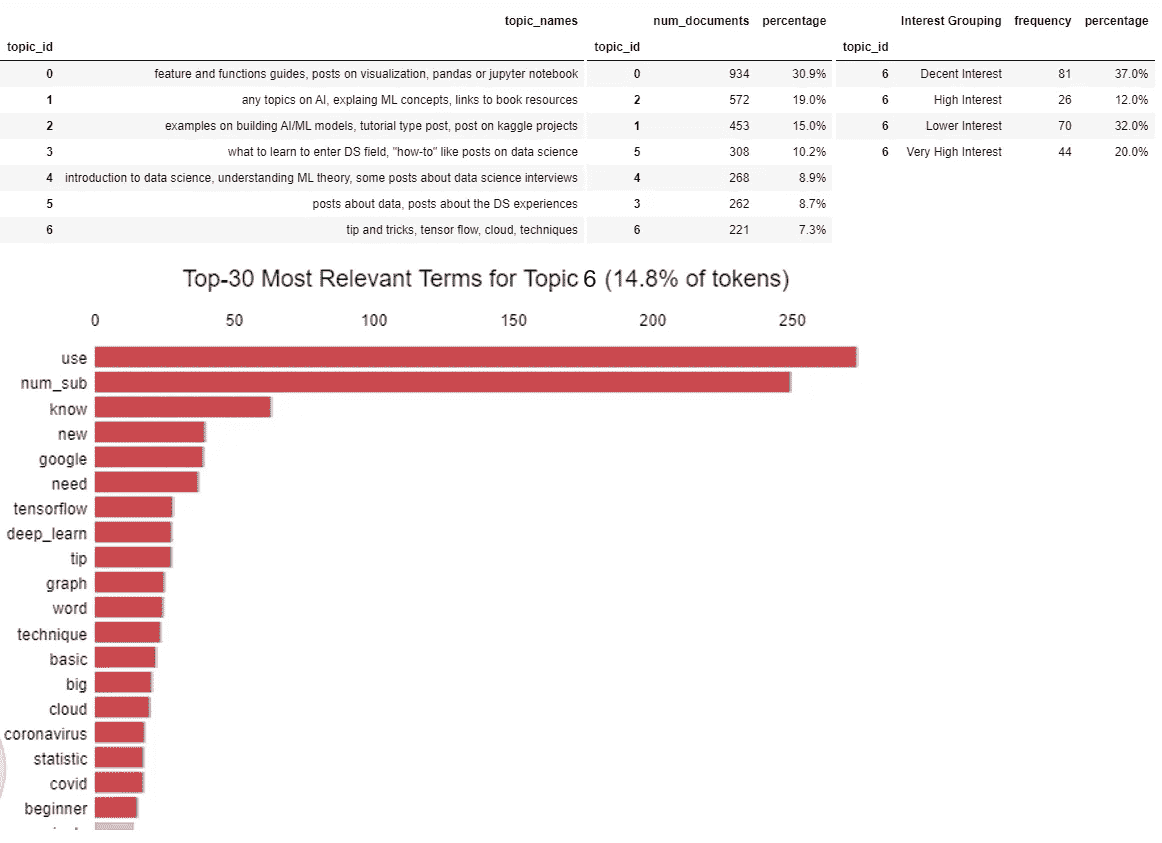 topic_names num_documents percentage Interest Grouping frequency percentage
topic_id topic_id topic_id
0 feature and functions guides, posts on visualization, pandas or jupyter notebook 0 934 30.9% 6 Decent Interest 81 37.0%
1 any topics on AI, explaing ML concepts, links to book resources 2 572 19.0% 6 High Interest 26 12.0%
2 examples on building AI/ML models, tutorial type post, post on kaggle projects 1 453 15.0% 6 Lower Interest 70 32.0%
3 what to learn to enter DS field, "how-to" like posts on data science 5 308 10.2% 6 Very High Interest 44 20.0%
4 introduction to data science, understanding ML theory, some posts about data science interviews 4 268 8.9%
5 posts about data, posts about the DS experiences 3 262 8.7%
6 tip and tricks, tensor flow, cloud, techniques 6 221 7.3%
Top-30 Most Relevant Terms for Topic 6 (14.8% of tokens)
0 50 100 150 200 250
use
num_sub
know
new
google
need
tensorflow
deep_learn
tip
graph
word
technique
basic
big
cloud
coronavirus
statistic
covid
beginner